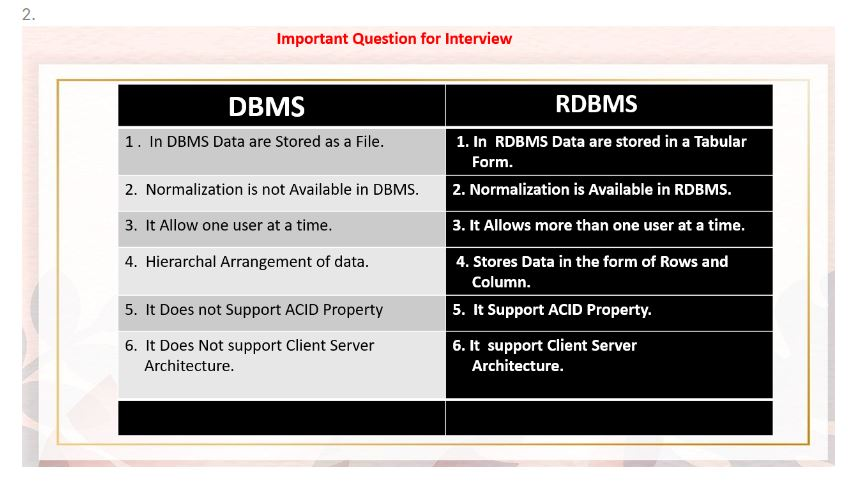 2.
Important Question for Interview
DBMS
RDBMS
1 . In DBMS Data are Stored as a File.
1. In RDBMS Data are stored in a Tabular
Form.
2. Normalization is not Available in DBMS.
2. Normalization is Available in RDBMS.
3. It Allow one user at a time.
3. It Allows more than one user at a time.
4. Hierarchal Arrangement of data.
4. Stores Data in the form of Rows and
Column.
5. It Does not Support ACID Property
5. It Support ACID Property.
6. It Does Not support Client Server
Architecture.
6. It support Client Server
Architecture.